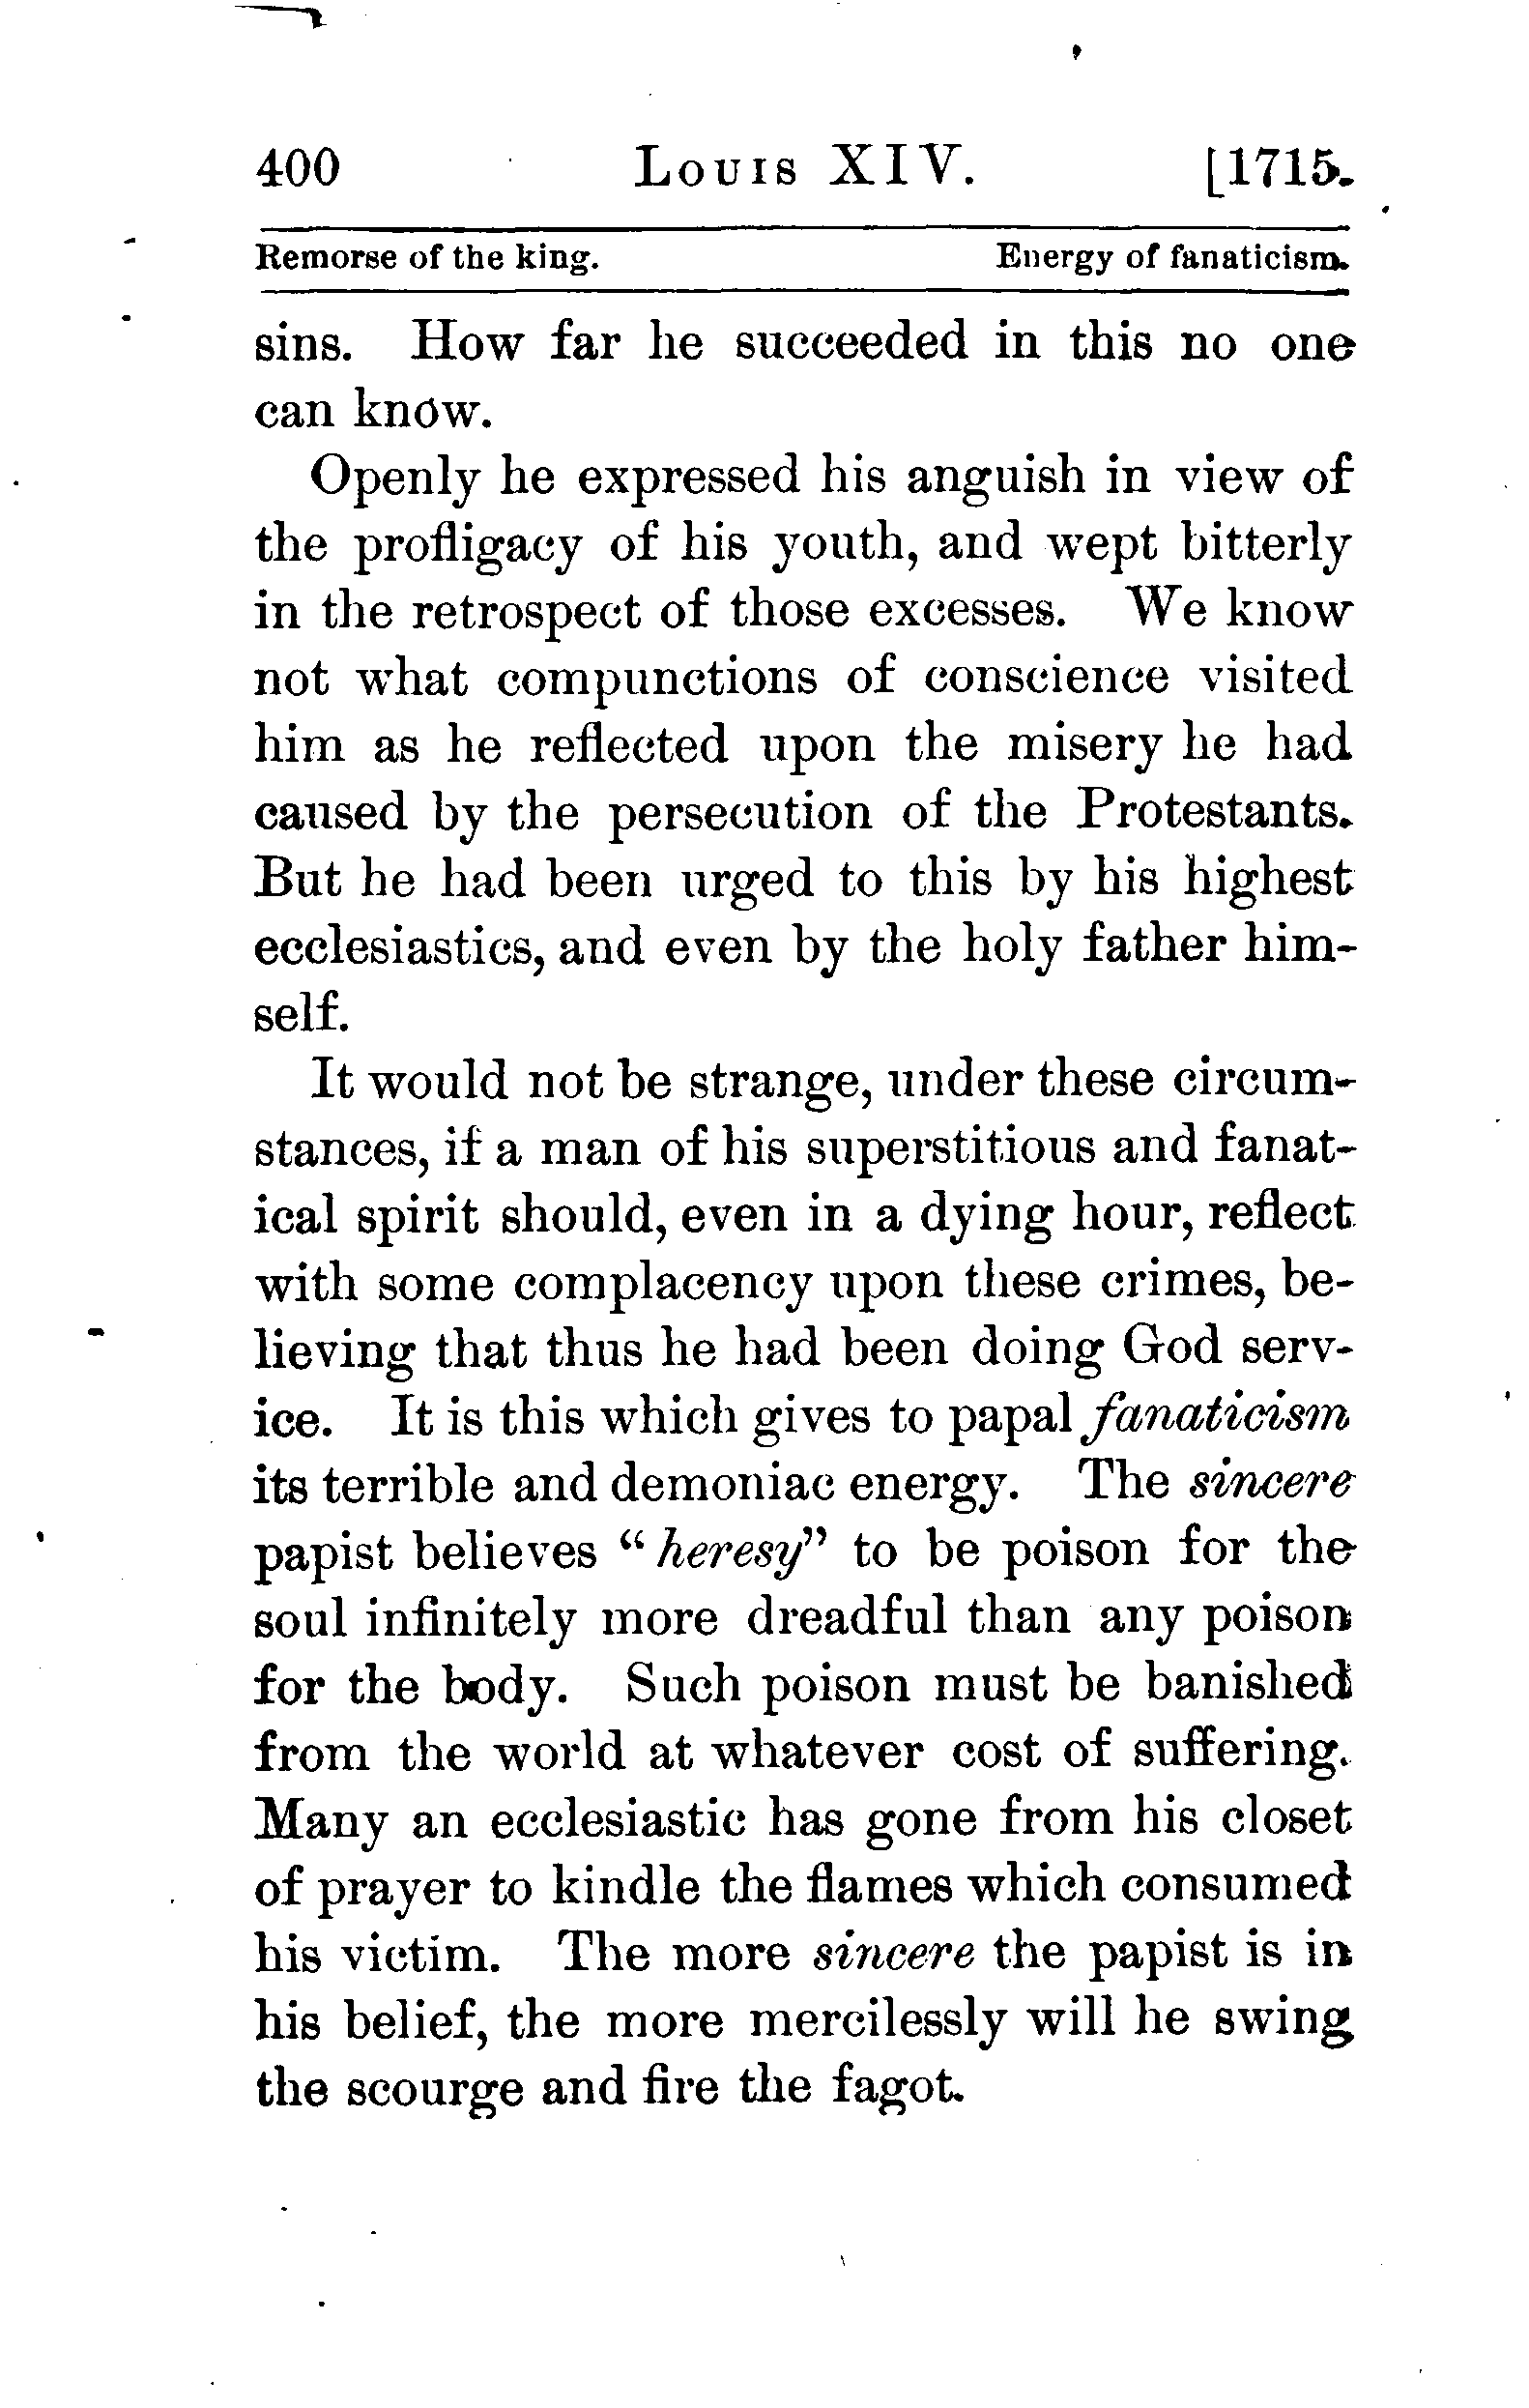 400 Louis XIV. [1715.
Remorse of the king. Energy of fanaticism.
sins. How far he succeeded in this no one
can know.
Openly he expressed his anguish in view of
the profligacy of his youth, and wept bitterly
in the retrospect of those excesses. We know
not what compunctions of conscience visited
him as he reflected upon the misery he had
caused by the persecution of the Protestants.
But he had been urged to this by his highest
ecclesiastics, and even by the holy father him-
self.
It would not be strange, under these circum-
stances, if a man of his superstitious and fanat-
ical spirit should, even in a dying hour, reflect
with some complacency upon these crimes, be-
lieving that thus he had been doing God serv-
ice. It is this which gives to papal fanaticism
its terrible and demoniac energy. The sincere
papist believes "heresy" to be poison for the
soul infinitely more dreadful than any poison
for the body. Such poison must be banished
from the world at whatever cost of suffering.
Many an ecclesiastic has gone from his closet
of prayer to kindle the flames which consumed
his victim. The more sincere the papist is in
his belief, the more mercilessly will he swing
the scourge and fire the fagot.